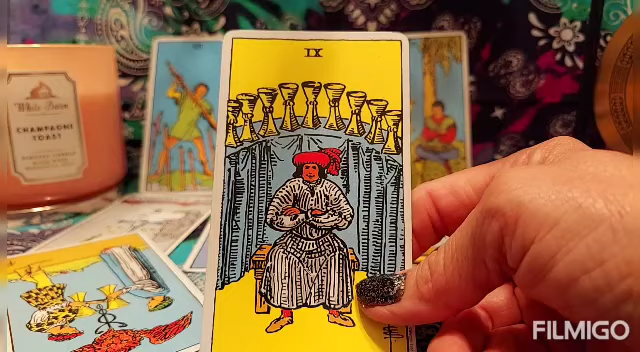 IX
White Barn
CHAMPAGNE
TOAST
FILMIGO